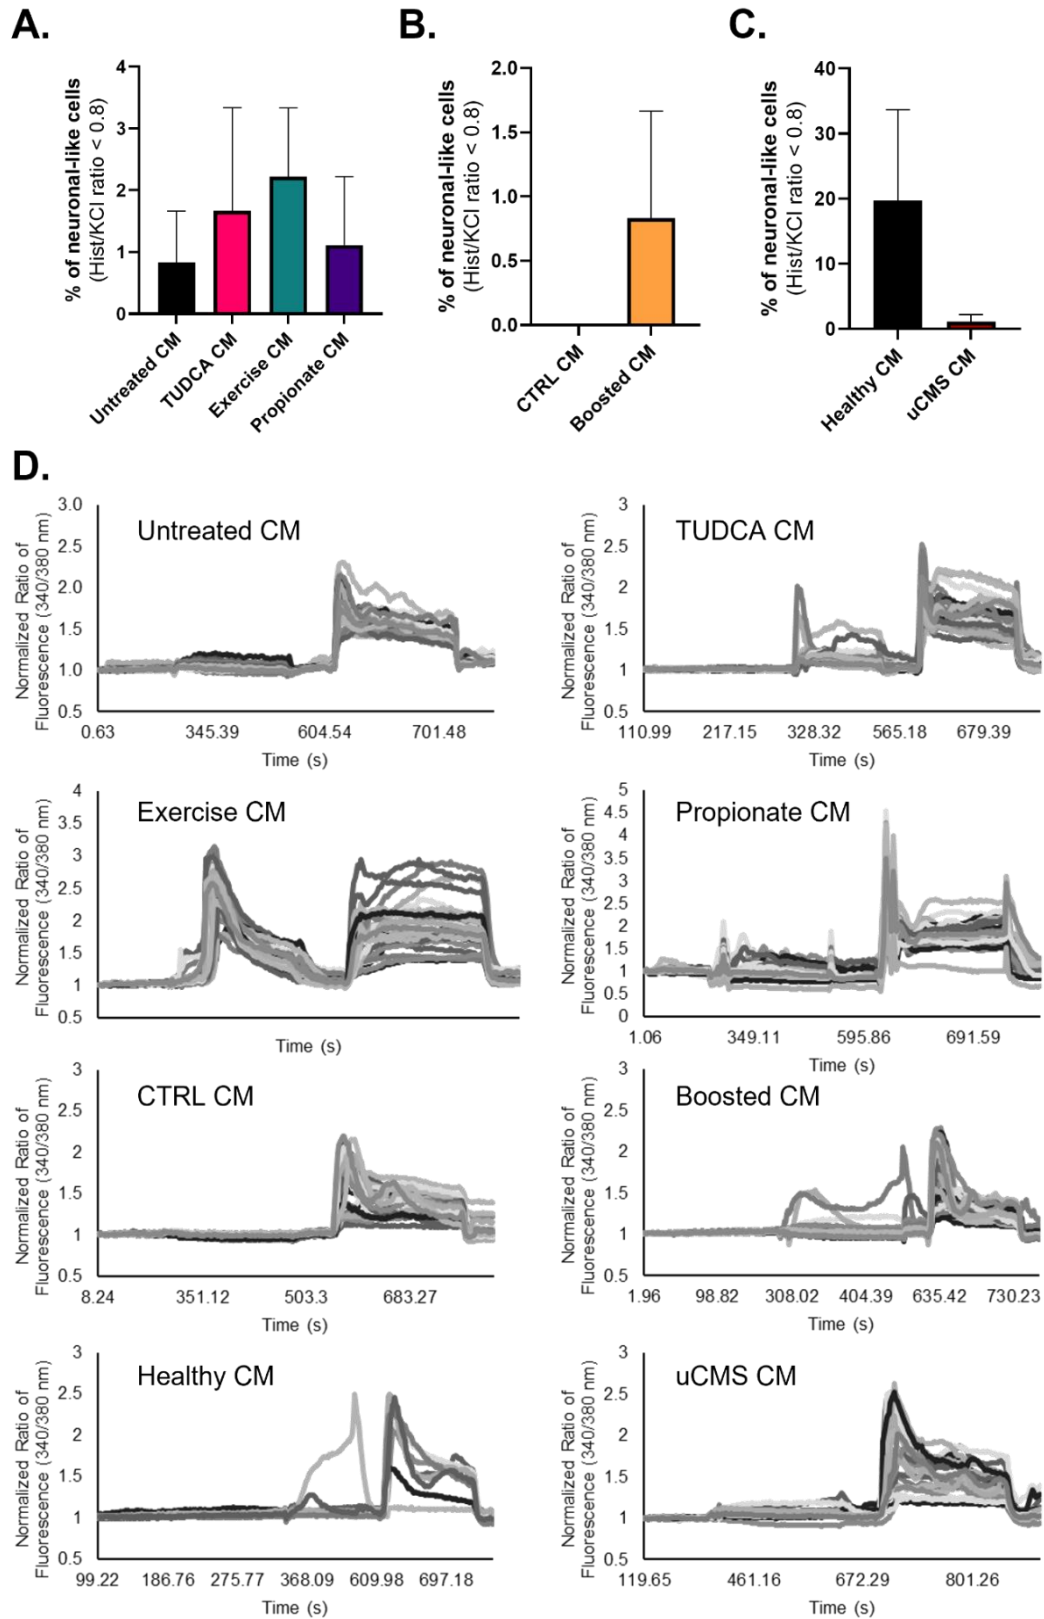 A.
% of neuronal-like cells
(Hist/KCl ratio < 0.8)
4
3
2
1
0
Untreated CM
TUDCA CM
Exercise CM
Propionate CM
B.
% of neuronal-like cells
(Hist/KCl ratio < 0.8)
2.0
1.5
1.0
0.5
0.0
CTRL CM
Boosted CM
C.
% of neuronal-like cells
(Hist/KCl ratio < 0.8)
40
30
20
10
0
Healthy CM
uCMS CM
D.
Untreated CM
Normalized Ratio of
Fluorescence (340/380 nm)
3.0
2.5
2.0
1.5
1.0
0.5
0.63 345.39 604.54 701.48
Time (s)
TUDCA CM
Normalized Ratio of
Fluorescence (340/380 nm)
3
2.5
2
1.5
1
0.5
110.99 217.15 328.32 565.18 679.39
Time (s)
Exercise CM
Normalized Ratio of
Fluorescence (340/380 nm)
4
3.5
3
2.5
2
1.5
1
0.5
Time (s)
Propionate CM
Normalized Ratio of
Fluorescence (340/380 nm)
5
4.5
4
3.5
3
2.5
2
1.5
1
0.5
0
1.06 349.11 595.86 691.59
Time (s)
CTRL CM
Normalized Ratio of
Fluorescence (340/380 nm)
3
2.5
2
1.5
1
0.5
8.24 351.12 503.3 683.27
Time (s)
Boosted CM
Normalized Ratio of
Fluorescence (340/380 nm)
3
2.5
2
1.5
1
0.5
1.96 98.82 308.02 404.39 635.42 730.23
Time (s)
Healthy CM
Normalized Ratio of
Fluorescence (340/380 nm)
3
2.5
2
1.5
1
0.5
99.22 186.76 275.77 368.09 609.98 697.18
Time (s)
uCMS CM
Normalized Ratio of
Fluorescence (340/380 nm)
3
2.5
2
1.5
1
0.5
119.65 461.16 672.29 801.26
Time (s)